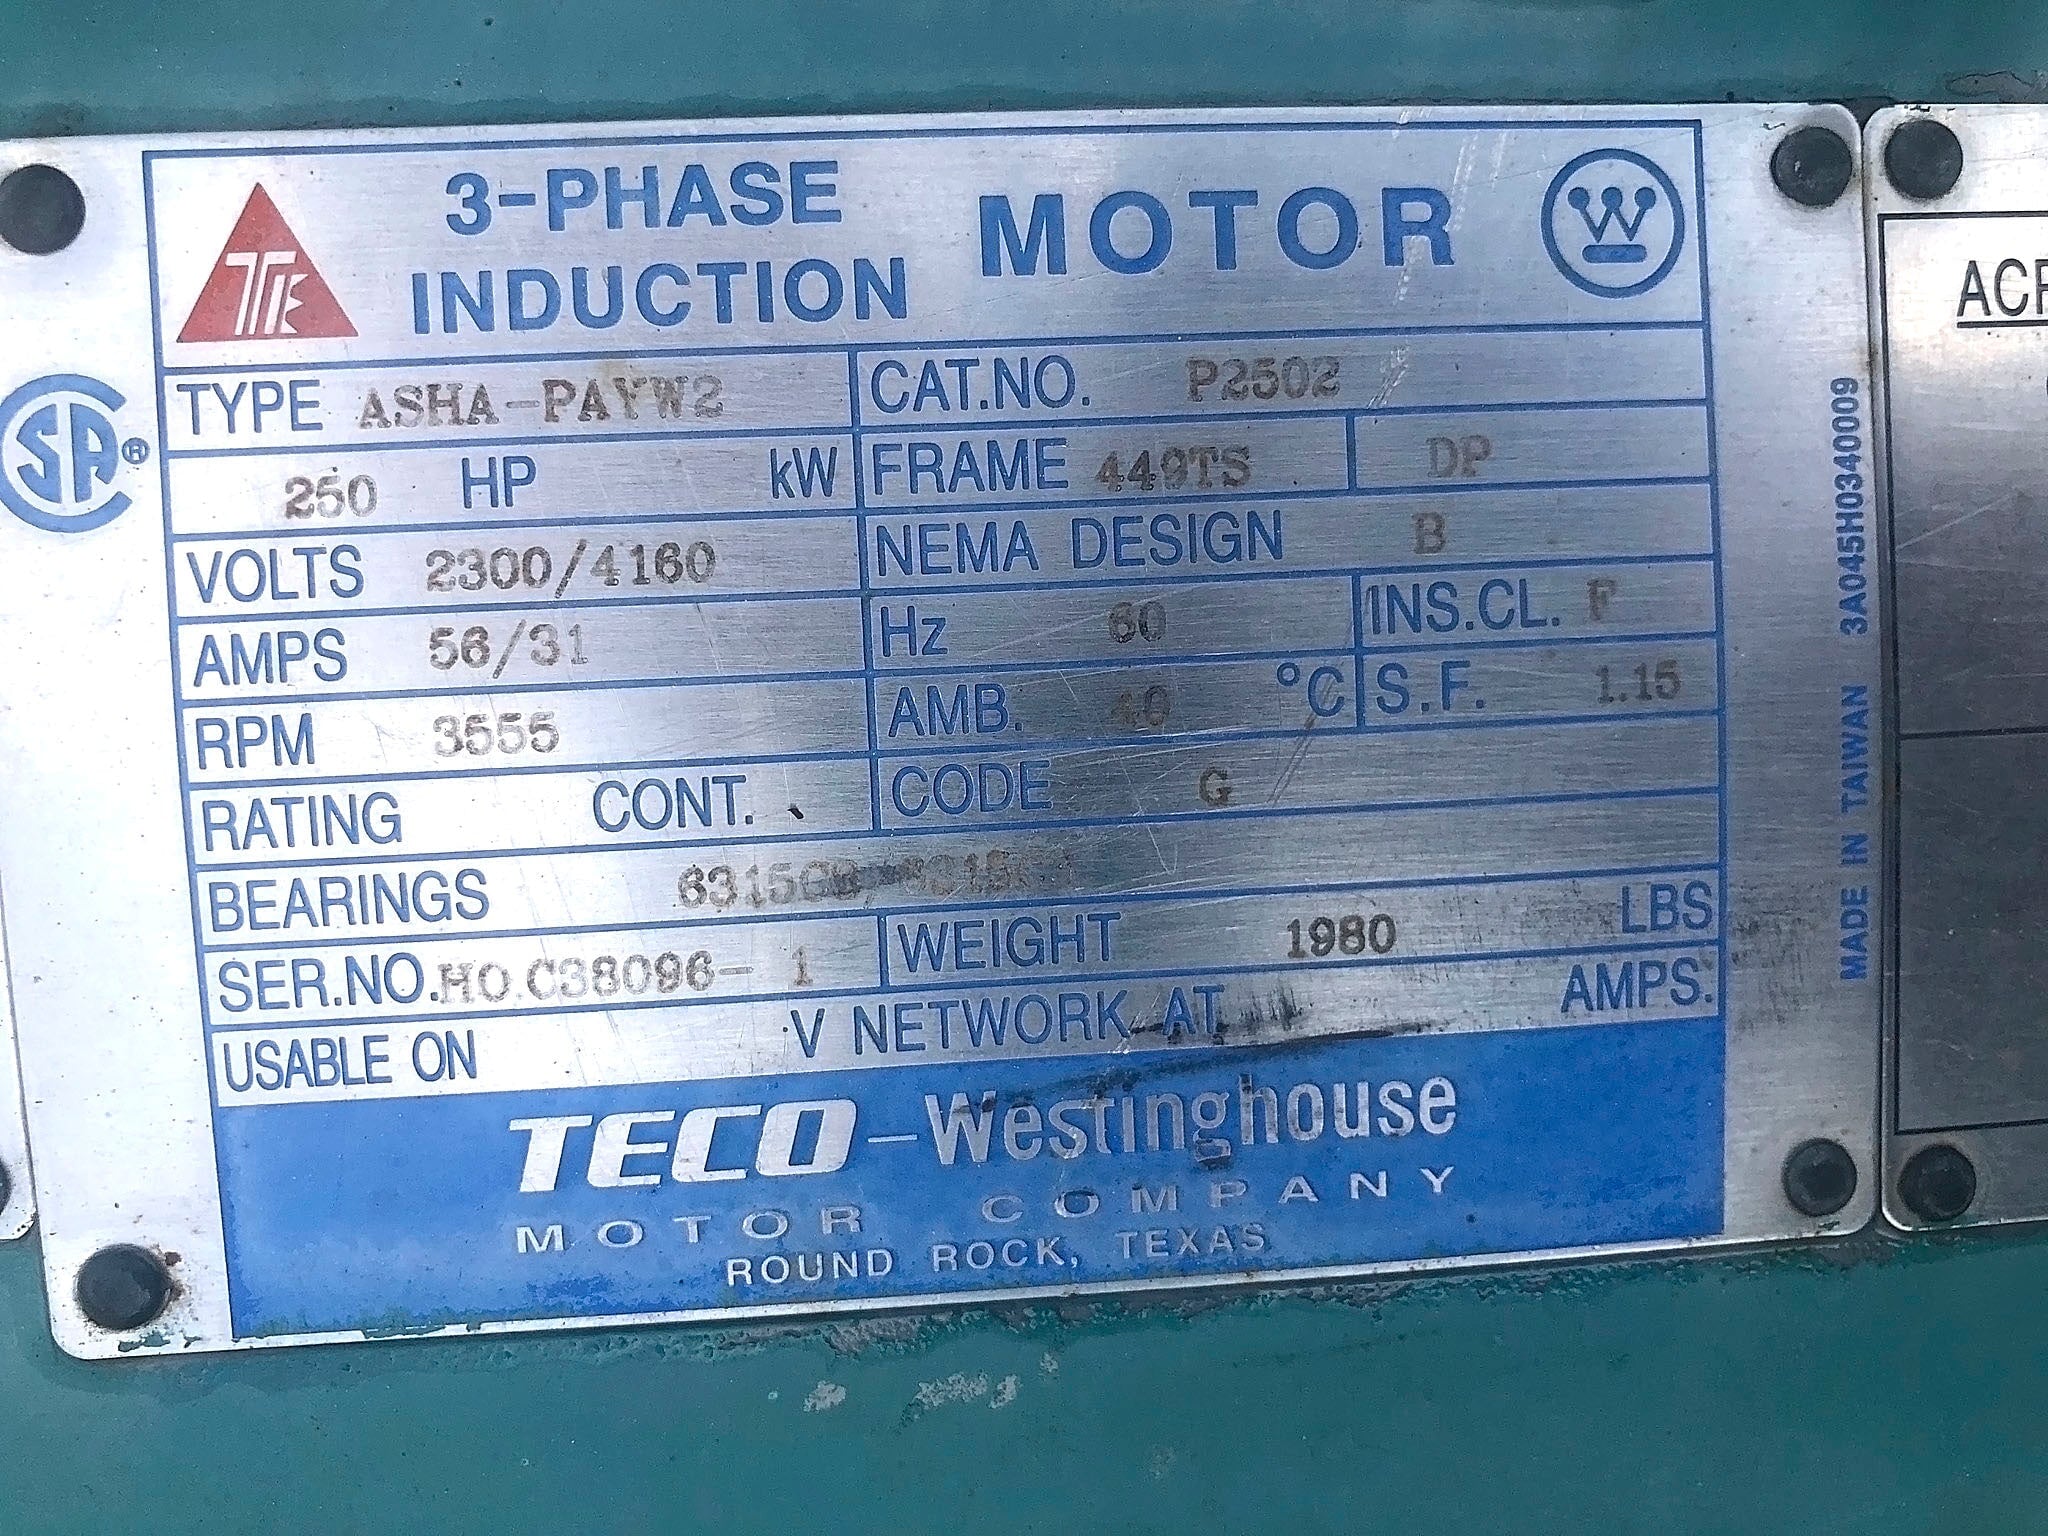 3-PHASE
INDUCTION MOTOR
TE W
SA ®
TYPE ASHA-PAYW2 CAT.NO. P2502
250 HP kW FRAME 449TS DP
VOLTS 2300/4160 NEMA DESIGN B
AMPS 56/31 Hz 60 INS.CL. F
RPM 3555 AMB. 40 °C S.F. 1.15
RATING CONT. CODE G
BEARINGS
SER.NO. HO.C38096- 1 WEIGHT 1980 LBS
USABLE ON V NETWORK AT AMPS.
TECO-Westinghouse
MOTOR COMPANY
ROUND ROCK, TEXAS
MADE IN TAIWAN 3A045H0340009